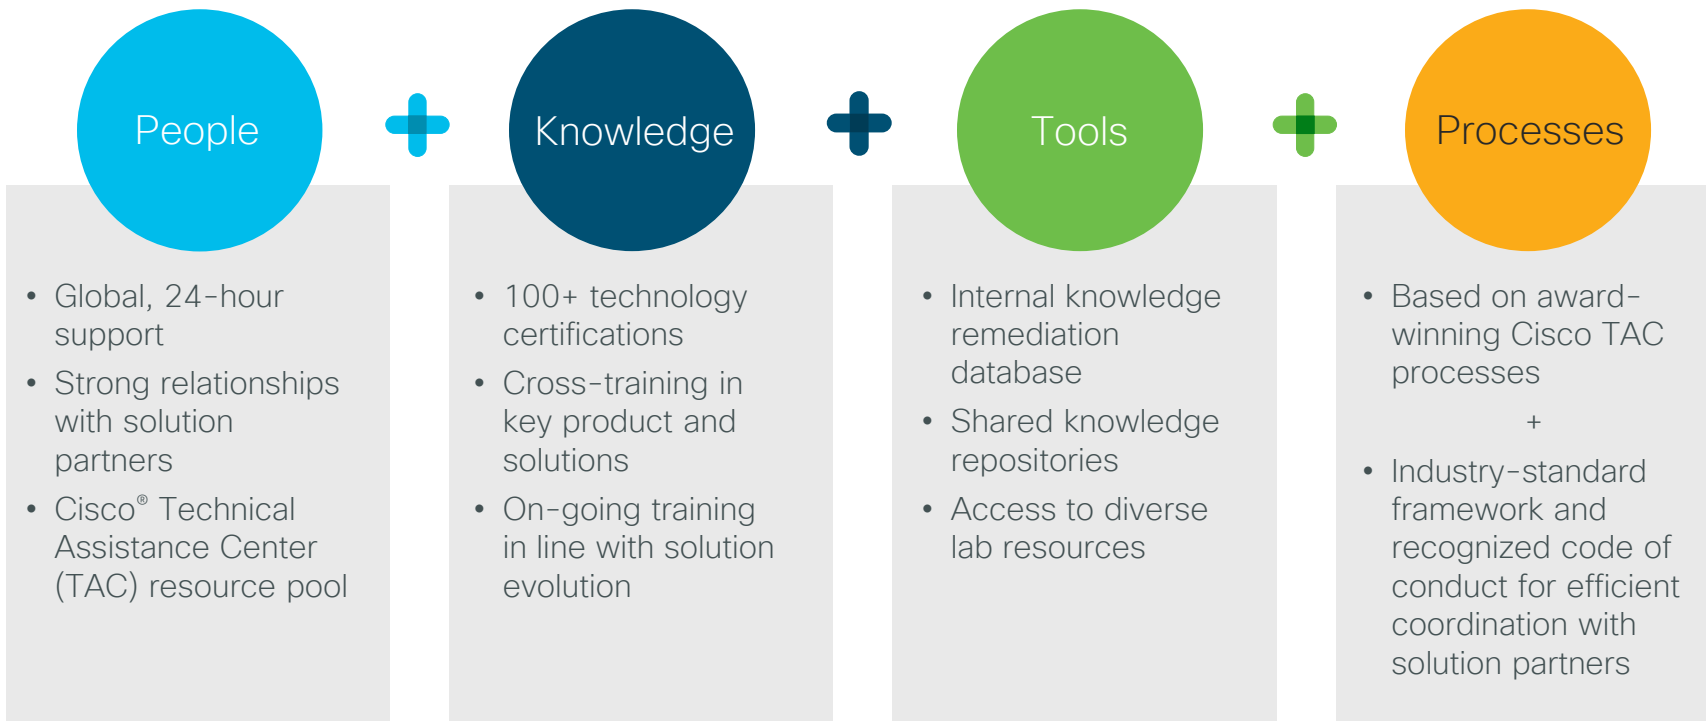 People
• Global, 24-hour
support
• Strong relationships
with solution
partners
• Cisco® Technical
Assistance Center
(TAC) resource pool
Knowledge
• 100+ technology
certifications
• Cross-training in
key product and
solutions
• On-going training
in line with solution
evolution
Tools
• Internal knowledge
remediation
database
• Shared knowledge
repositories
• Access to diverse
lab resources
Processes
• Based on award-
winning Cisco TAC
processes
+
• Industry-standard
framework and
recognized code of
conduct for efficient
coordination with
solution partners